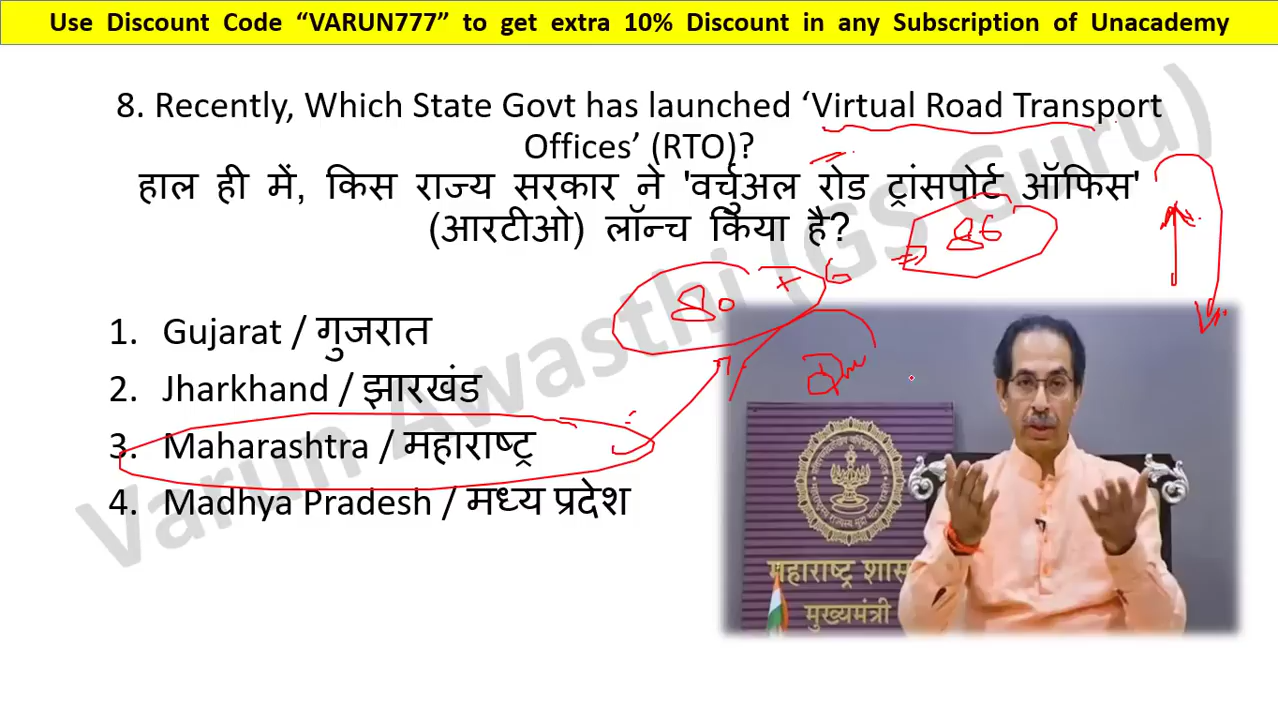 Use Discount Code “VARUN777” to get extra 10% Discount in any Subscription of Unacademy
8. Recently, Which State Govt has launched ‘Virtual Road Transport
Offices’ (RTO)?
हाल ही में, किस राज्य सरकार ने 'वर्चुअल रोड ट्रांसपोर्ट ऑफिस'
(आरटीओ) लॉन्च किया है?
80 + 6 = 86
1. Gujarat / गुजरात
2. Jharkhand / झारखंड
3. Maharashtra / महाराष्ट्र
4. Madhya Pradesh / मध्य प्रदेश
Varun Awasthi (GS Guru)
महाराष्ट्र शास
मुख्यमंत्री